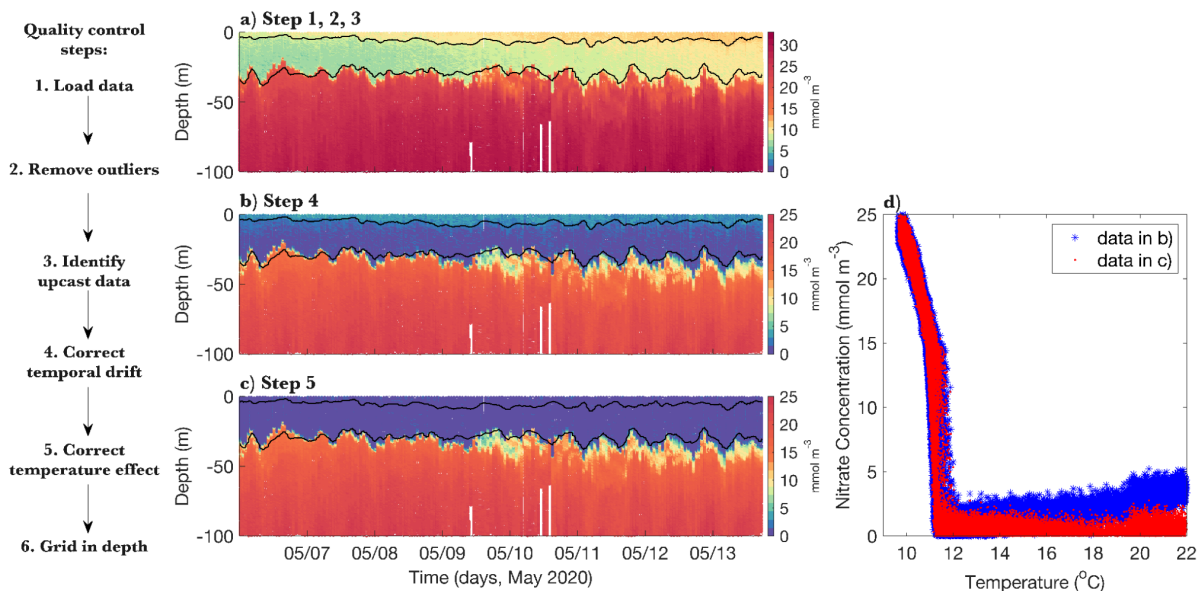 Quality control
steps:
1. Load data
2. Remove outliers
3. Identify
upcast data
4. Correct
temporal drift
5. Correct
temperature effect
6. Grid in depth
a) Step 1, 2, 3
0
-50
-100
Depth (m)
30
25
20
15
10
5
0
mmol m⁻³
b) Step 4
0
-50
-100
Depth (m)
25
20
15
10
5
0
mmol m⁻³
c) Step 5
0
-50
-100
Depth (m)
25
20
15
10
5
0
mmol m⁻³
05/07 05/08 05/09 05/10 05/11 05/12 05/13
Time (days, May 2020)
d)
data in b)
data in c)
25
20
15
10
5
0
Nitrate Concentration (mmol m⁻³)
10 12 14 16 18 20 22
Temperature (°C)